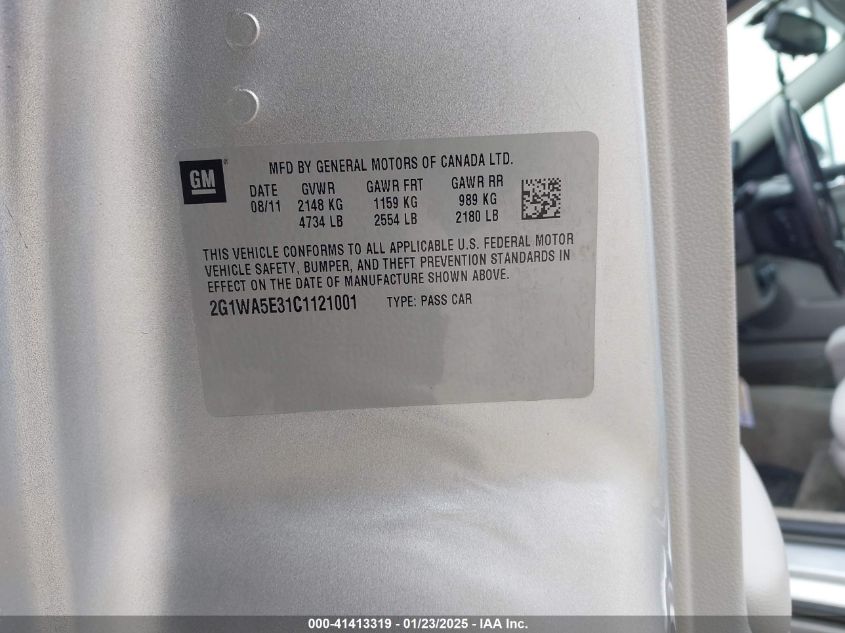 GM
MFD BY GENERAL MOTORS OF CANADA LTD.
DATE GVWR GAWR FRT GAWR RR
08/11 2148 KG 1159 KG 989 KG
4734 LB 2554 LB 2180 LB
THIS VEHICLE CONFORMS TO ALL APPLICABLE U.S. FEDERAL MOTOR
VEHICLE SAFETY, BUMPER, AND THEFT PREVENTION STANDARDS IN
EFFECT ON THE DATE OF MANUFACTURE SHOWN ABOVE.
2G1WA5E31C1121001 TYPE: PASS CAR
000-41413319 - 01/23/2025 - IAA Inc.